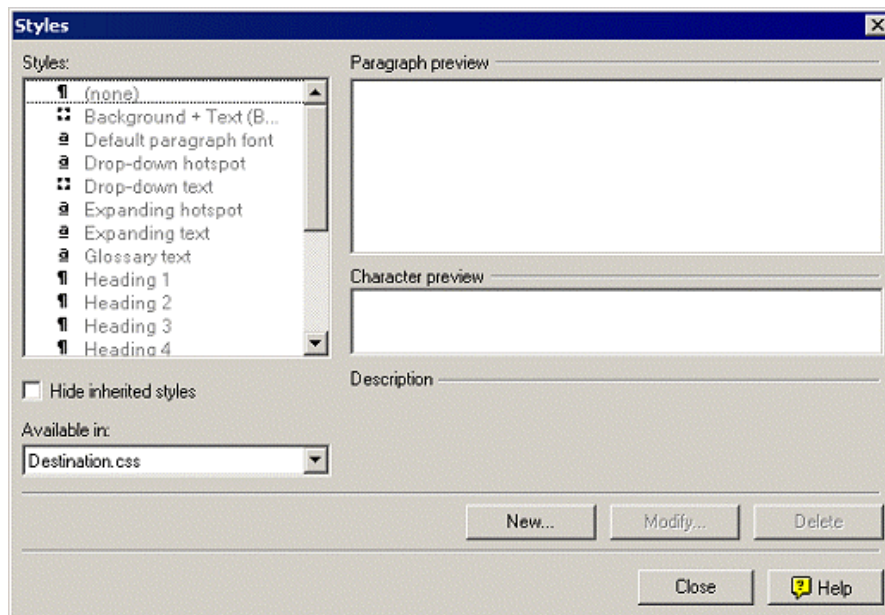 Styles
Styles:
¶ (none)
Background + Text (B...
a Default paragraph font
a Drop-down hotspot
Drop-down text
a Expanding hotspot
a Expanding text
a Glossary text
¶ Heading 1
¶ Heading 2
¶ Heading 3
¶ Heading 4
Hide inherited styles
Available in:
Destination.css
Paragraph preview
Character preview
Description
New... Modify... Delete
Close Help